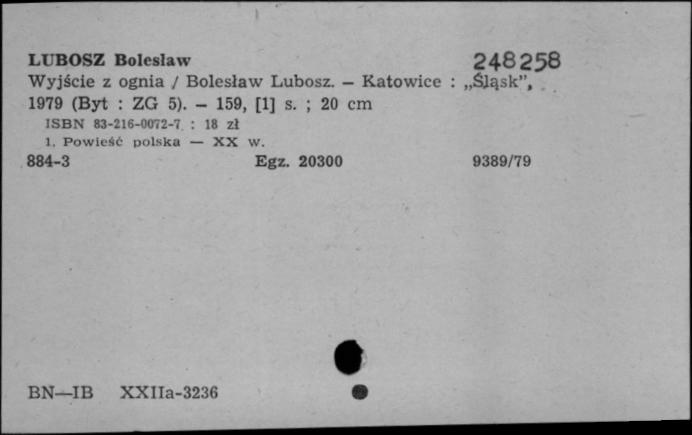 LUBOSZ Bolesław 248258
Wyjście z ognia / Bolesław Lubosz. – Katowice : „Śląsk”,
1979 (Byt : ZG 5). – 159, [1] s. ; 20 cm
ISBN 83-216-0072-7 : 18 zł
1. Powieść polska — XX w.
884-3 Egz. 20300 9389/79
BN—IB XXIIa-3236